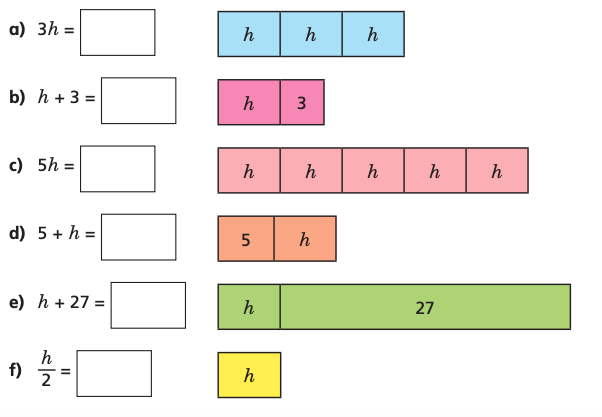 a) 3h = h h h
b) h + 3 = h 3
c) 5h = h h h h h
d) 5 + h = 5 h
e) h + 27 = h 27
f) h/2 = h